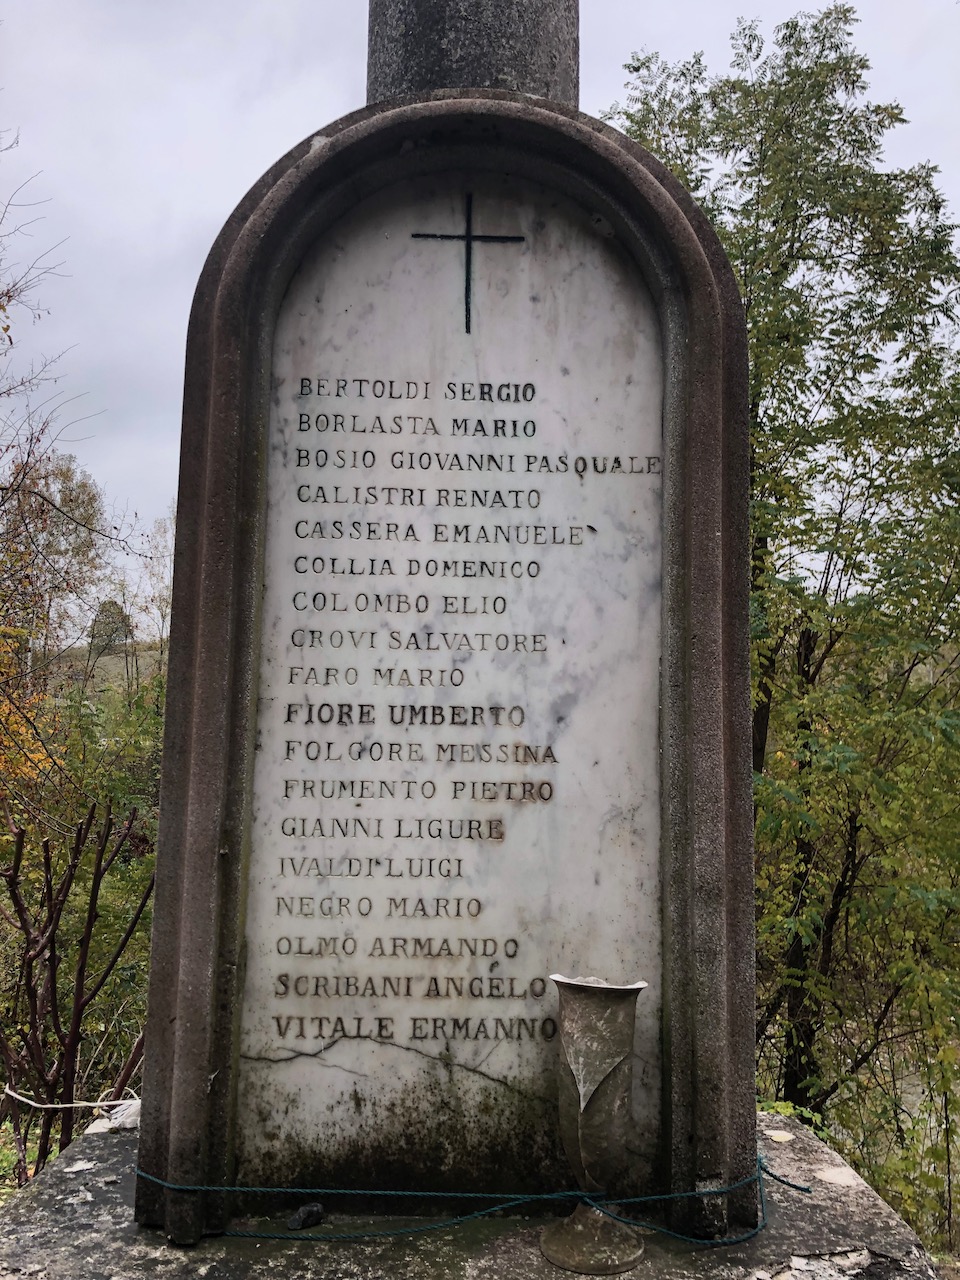 BERTOLDI SERGIO
BORLASTA MARIO
BOSIO GIOVANNI PASQUALE
CALISTRI RENATO
CASSERA EMANUELE
COLLIA DOMENICO
COLOMBO ELIO
CROVI SALVATORE
FARO MARIO
FIORE UMBERTO
FOLGORE MESSINA
FRUMENTO PIETRO
GIANNI LIGURE
IVALDI LUIGI
NEGRO MARIO
OLMO ARMANDO
SCRIBANI ANGELO
VITALE ERMANNO